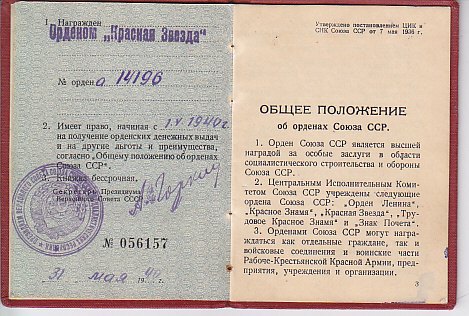 1. Награжден
Орденом „Красная Звезда"
№ ордена 14196
2. Имеет право, начиная с 1.V 1940 г.
на получение орденских денежных выдач
и на другие льготы и преимущества,
согласно „Общему положению об орденах
Союза ССР".
Книжка бессрочная.
Секретарь Президиума
Верховного Совета СССР
А. Горкин
№ 056157
31 мая 1940 г.
Утверждено постановлением ЦИК и
СНК Союза ССР от 7 мая 1936 г.
ОБЩЕЕ ПОЛОЖЕНИЕ
об орденах Союза ССР.
1. Орден Союза ССР является высшей
наградой за особые заслуги в области
социалистического строительства и обороны
Союза ССР.
2. Центральным Исполнительным Комитетом
Союза ССР учреждены следующие
ордена Союза ССР: „Орден Ленина",
„Красное Знамя", „Красная Звезда", „Трудовое
Красное Знамя" и „Знак Почета".
3. Орденами Союза ССР могут награждаться
как отдельные граждане, так и
войсковые соединения и воинские части
Рабоче-Крестьянской Красной Армии, предприятия,
учреждения и организации.
3